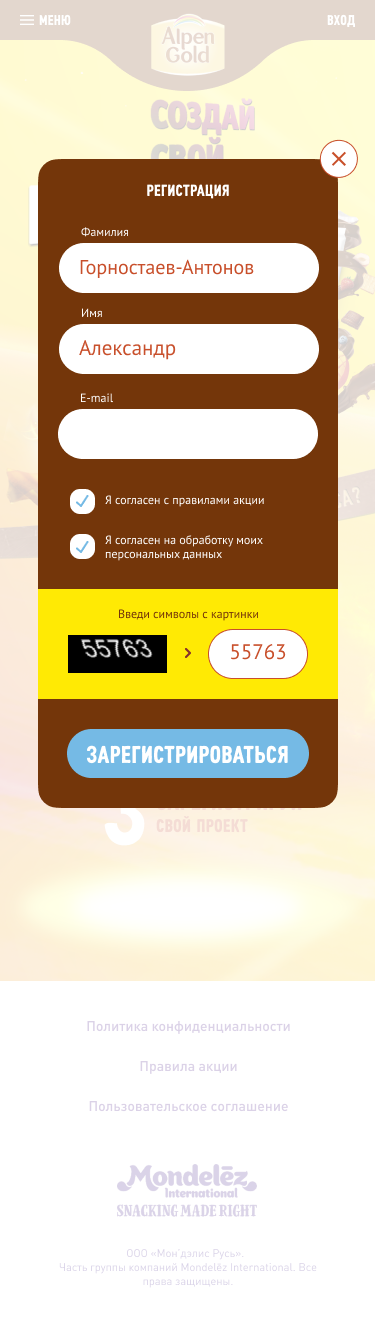 МЕНЮ
ВХОД
Alpen
Gold
СОЗДАЙ
СВОЙ
РЕГИСТРАЦИЯ
Фамилия
Горностаев-Антонов
Имя
Александр
E-mail
Я согласен с правилами акции
Я согласен на обработку моих
персональных данных
Введи символы с картинки
55763
55763
ЗАРЕГИСТРИРОВАТЬСЯ
3
СВОЙ ПРОЕКТ
Политика конфиденциальности
Правила акции
Пользовательское соглашение
Mondelēz
International
SNACKING MADE RIGHT
ООО «Мон'дэлис Русь».
Часть группы компаний Mondelēz International. Все
права защищены.